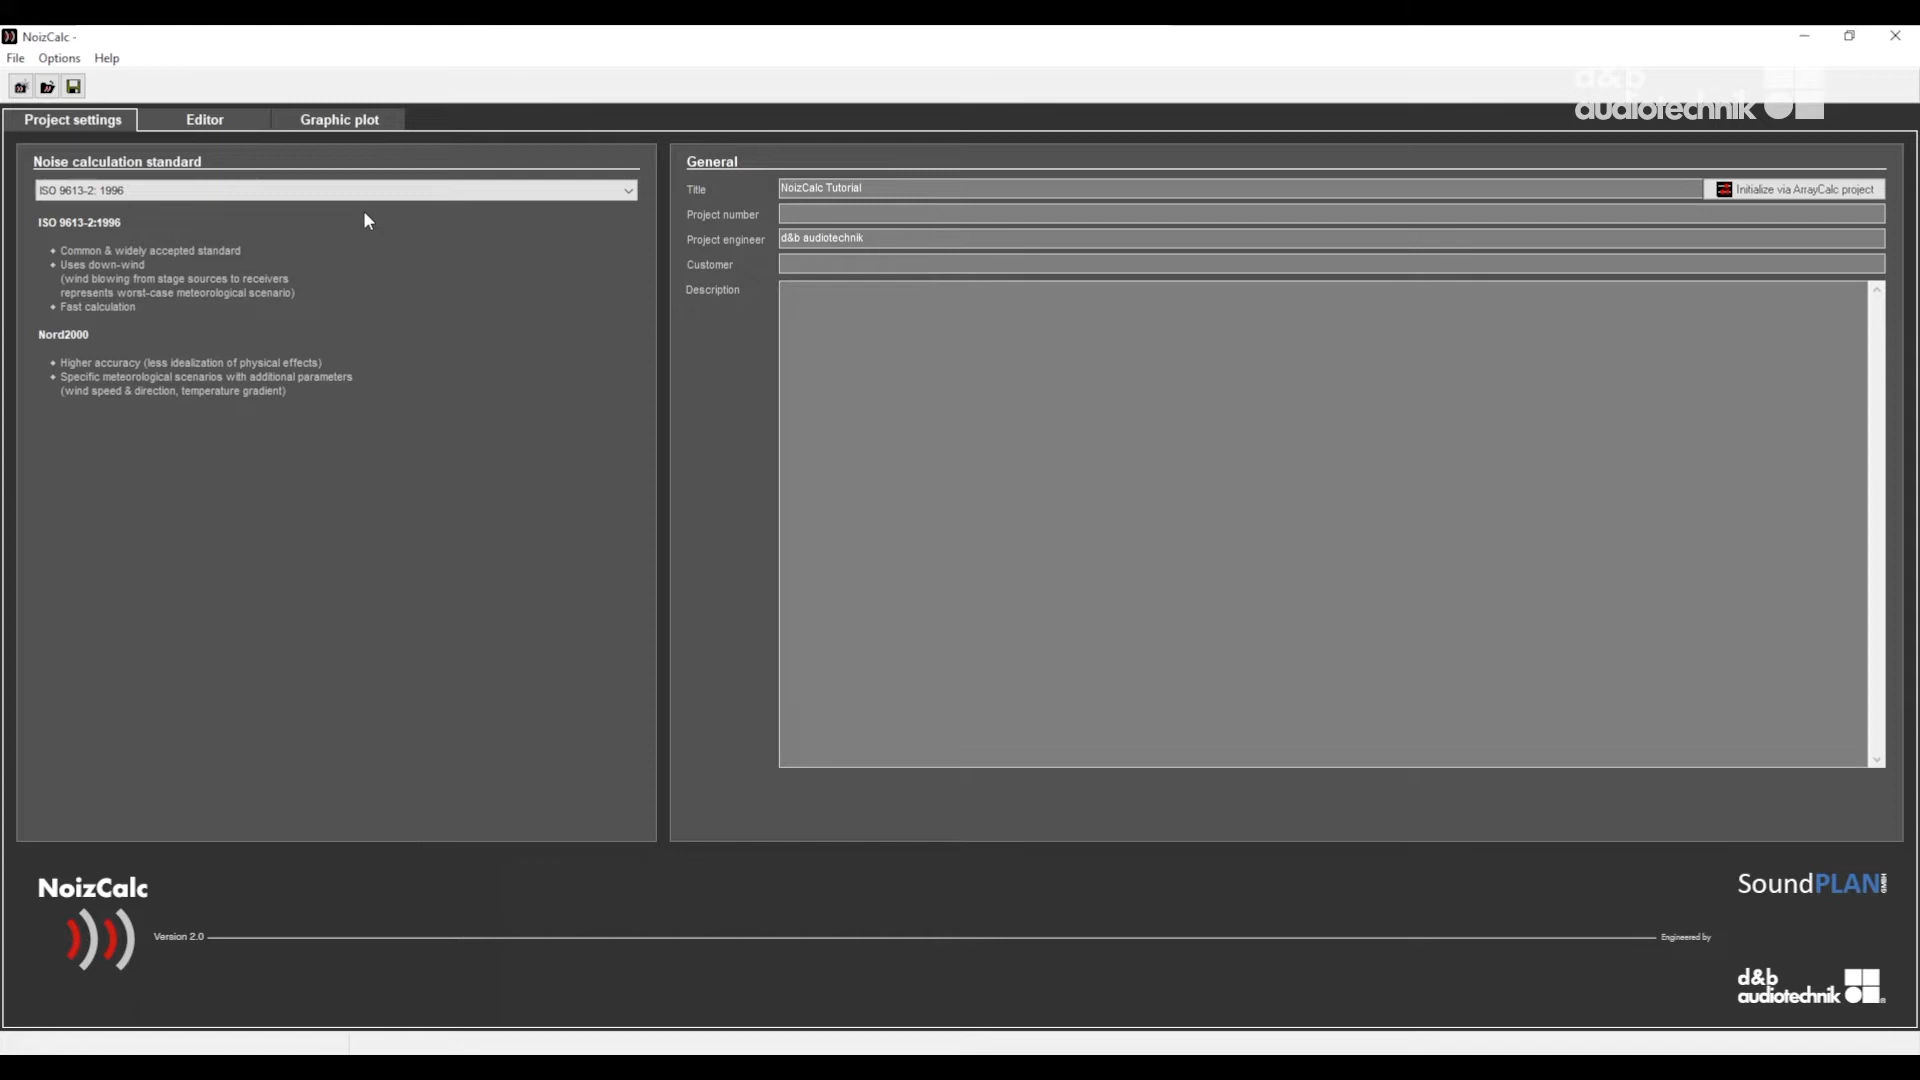 NoizCalc -
File Options Help
d&b
audiotechnik
Project settings Editor Graphic plot
Noise calculation standard
ISO 9613-2: 1996
ISO 9613-2:1996
Common & widely accepted standard
Uses down-wind
(wind blowing from stage sources to receivers
represents worst-case meteorological scenario)
Fast calculation
Nord2000
Higher accuracy (less idealization of physical effects)
Specific meteorological scenarios with additional parameters
(wind speed & direction, temperature gradient)
General
Title NoizCalc Tutorial Initialize via ArrayCalc project
Project number
Project engineer d&b audiotechnik
Customer
Description
NoizCalc
Version 2.0
SoundPLAN GMBH
Engineered by
d&b
audiotechnik